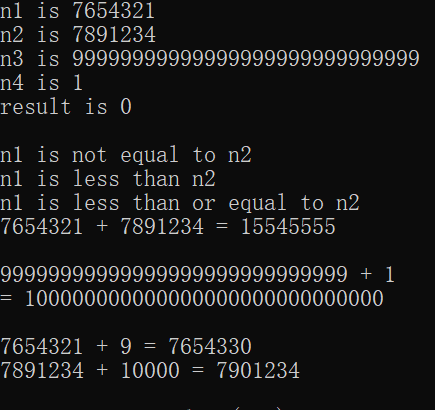 n1 is 7654321
n2 is 7891234
n3 is 99999999999999999999999999999
n4 is 1
result is 0
n1 is not equal to n2
n1 is less than n2
n1 is less than or equal to n2
7654321 + 7891234 = 15545555
99999999999999999999999999999 + 1
= 100000000000000000000000000000
7654321 + 9 = 7654330
7891234 + 10000 = 7901234